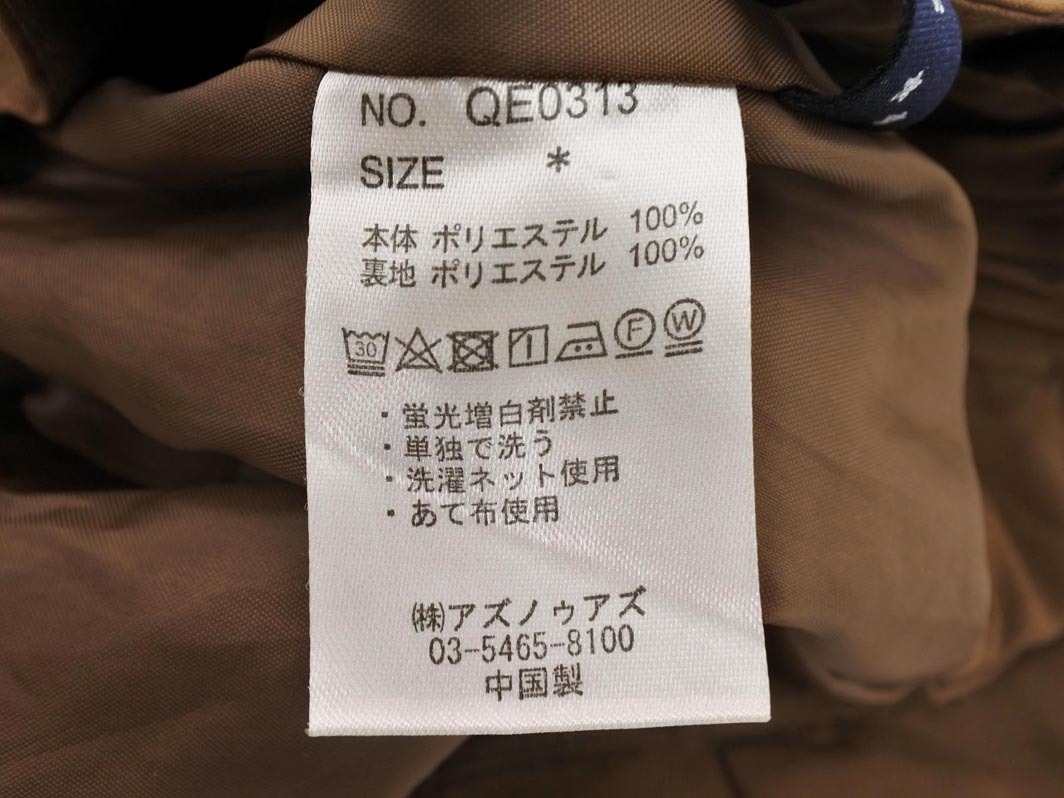 NO. QE0313
SIZE *
本体 ポリエステル 100%
裏地 ポリエステル 100%
30 F W
・蛍光増白剤禁止
・単独で洗う
・洗濯ネット使用
・あて布使用
㈱アズノゥアズ
03-5465-8100
中国製